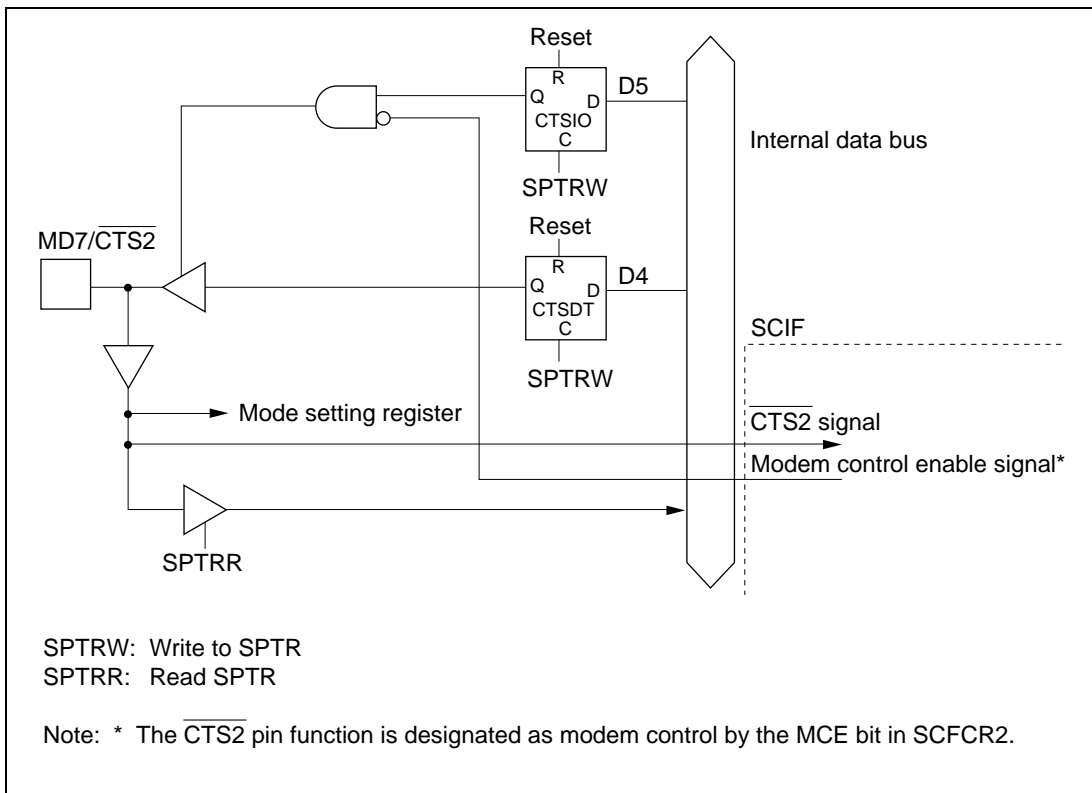 Reset
R
Q
D
CTSIO
C
D5
SPTRW
Internal data bus
Reset
MD7/CTS2
R
Q
D
CTSDT
C
D4
SPTRW
SCIF
Mode setting register
CTS2 signal
Modem control enable signal*
SPTRR
SPTRW: Write to SPTR
SPTRR: Read SPTR
Note: * The CTS2 pin function is designated as modem control by the MCE bit in SCFCR2.